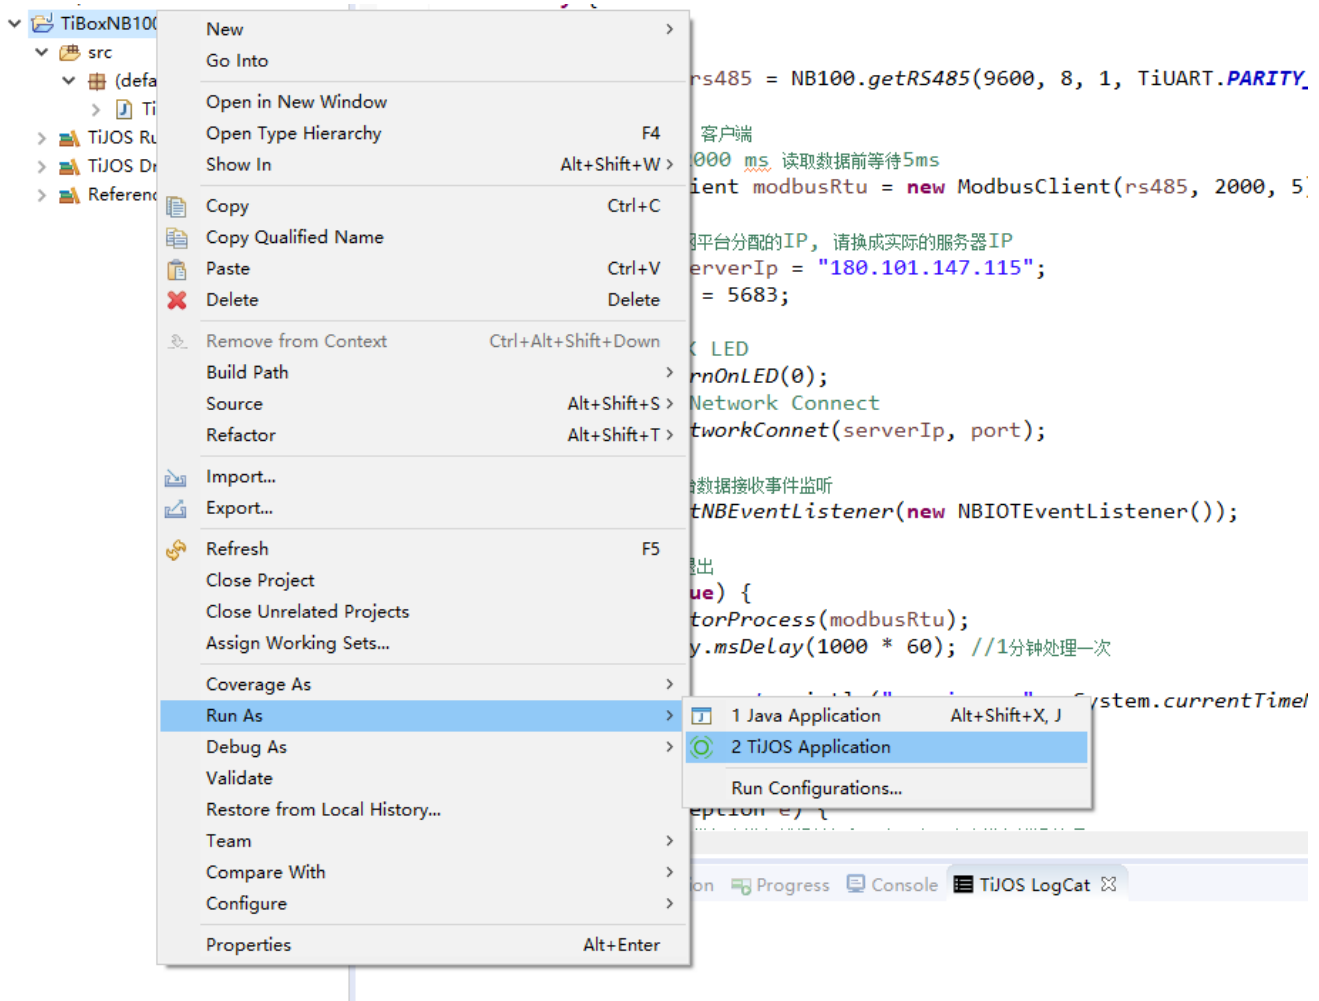 TiBoxNB100
src
(defa
Ti
TiJOS Ru
TiJOS Dr
Referenc
New
Go Into
Open in New Window
Open Type Hierarchy F4
Show In Alt+Shift+W >
Copy Ctrl+C
Copy Qualified Name
Paste Ctrl+V
Delete Delete
Remove from Context Ctrl+Alt+Shift+Down
Build Path
Source Alt+Shift+S >
Refactor Alt+Shift+T >
Import...
Export...
Refresh F5
Close Project
Close Unrelated Projects
Assign Working Sets...
Coverage As
Run As
Debug As
Validate
Restore from Local History...
Team
Compare With
Configure
Properties Alt+Enter
1 Java Application Alt+Shift+X, J
2 TiJOS Application
Run Configurations...
rs485 = NB100.getRS485(9600, 8, 1, TiUART.PARITY_
客户端
000 ms 读取数据前等待5ms
ient modbusRtu = new ModbusClient(rs485, 2000, 5)
平台分配的IP, 请换成实际的服务器IP
erverIp = "180.101.147.115";
= 5683;
LED
rnOnLED(0);
Network Connect
tworkConnet(serverIp, port);
数据接收事件监听
tNBEventListener(new NBIOTEventListener());
出
ue) {
torProcess(modbusRtu);
y.msDelay(1000 * 60); //1分钟处理一次
ystem.currentTimeM
eption e) {
on Progress Console TiJOS LogCat